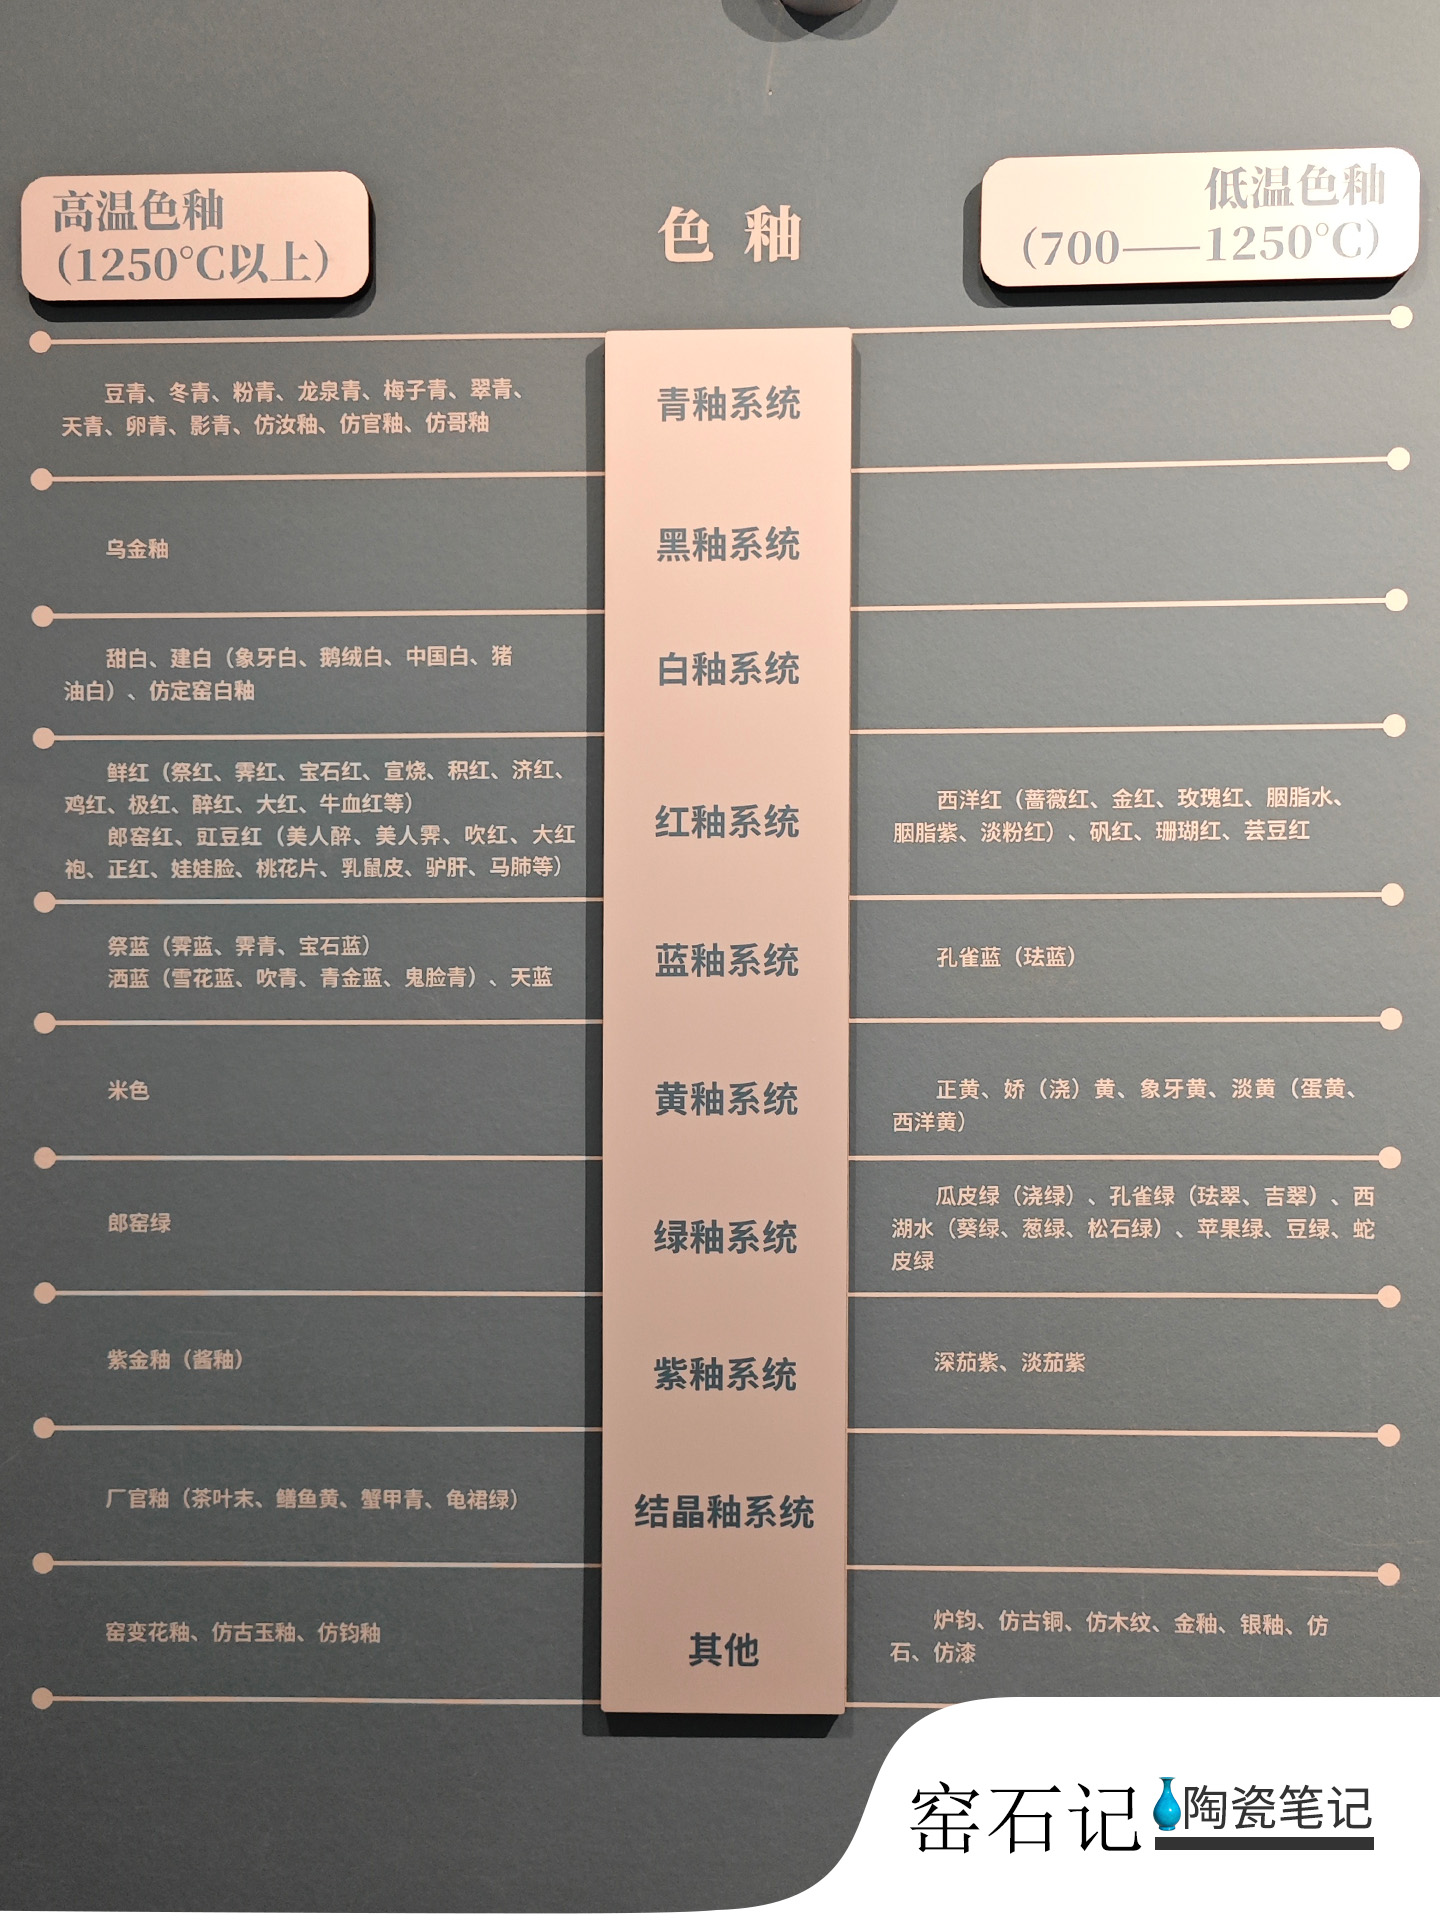 高温色釉
（1250°C以上）
色釉
低温色釉
（700——1250°C）
豆青、冬青、粉青、龙泉青、梅子青、翠青、
天青、卵青、影青、仿汝釉、仿官釉、仿哥釉
青釉系统
乌金釉
黑釉系统
甜白、建白（象牙白、鹅绒白、中国白、猪
油白）、仿定窑白釉
白釉系统
鲜红（祭红、霁红、宝石红、宣烧、积红、济红、
鸡红、极红、醉红、大红、牛血红等）
郎窑红、豇豆红（美人醉、美人霁、吹红、大红
袍、正红、娃娃脸、桃花片、乳鼠皮、驴肝、马肺等）
红釉系统
西洋红（蔷薇红、金红、玫瑰红、胭脂水、
胭脂紫、淡粉红）、矾红、珊瑚红、芸豆红
祭蓝（霁蓝、霁青、宝石蓝）
洒蓝（雪花蓝、吹青、青金蓝、鬼脸青）、天蓝
蓝釉系统
孔雀蓝（珐蓝）
米色
黄釉系统
正黄、娇（浇）黄、象牙黄、淡黄（蛋黄、
西洋黄）
郎窑绿
绿釉系统
瓜皮绿（浇绿）、孔雀绿（珐翠、吉翠）、西
湖水（葵绿、葱绿、松石绿）、苹果绿、豆绿、蛇
皮绿
紫金釉（酱釉）
紫釉系统
深茄紫、淡茄紫
厂官釉（茶叶末、鳝鱼黄、蟹甲青、龟裙绿）
结晶釉系统
窑变花釉、仿古玉釉、仿钧釉
其他
炉钧、仿古铜、仿木纹、金釉、银釉、仿
石、仿漆
窑石记 陶瓷笔记